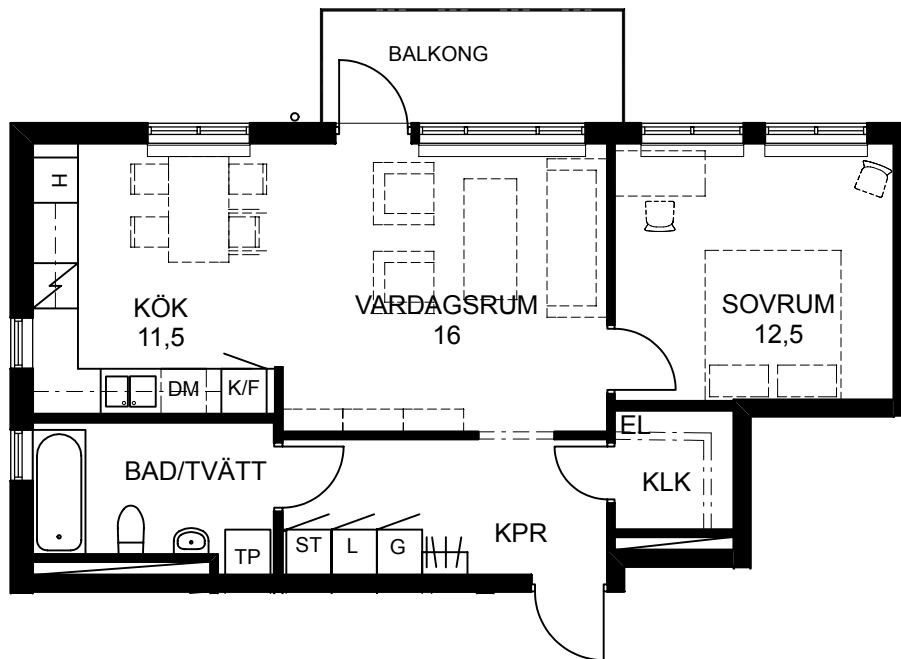 BALKONG
H
KÖK
11,5
VARDAGSRUM
16
SOVRUM
12,5
DM
K/F
EL
BAD/TVÄTT
KLK
KPR
TP
ST
L
G